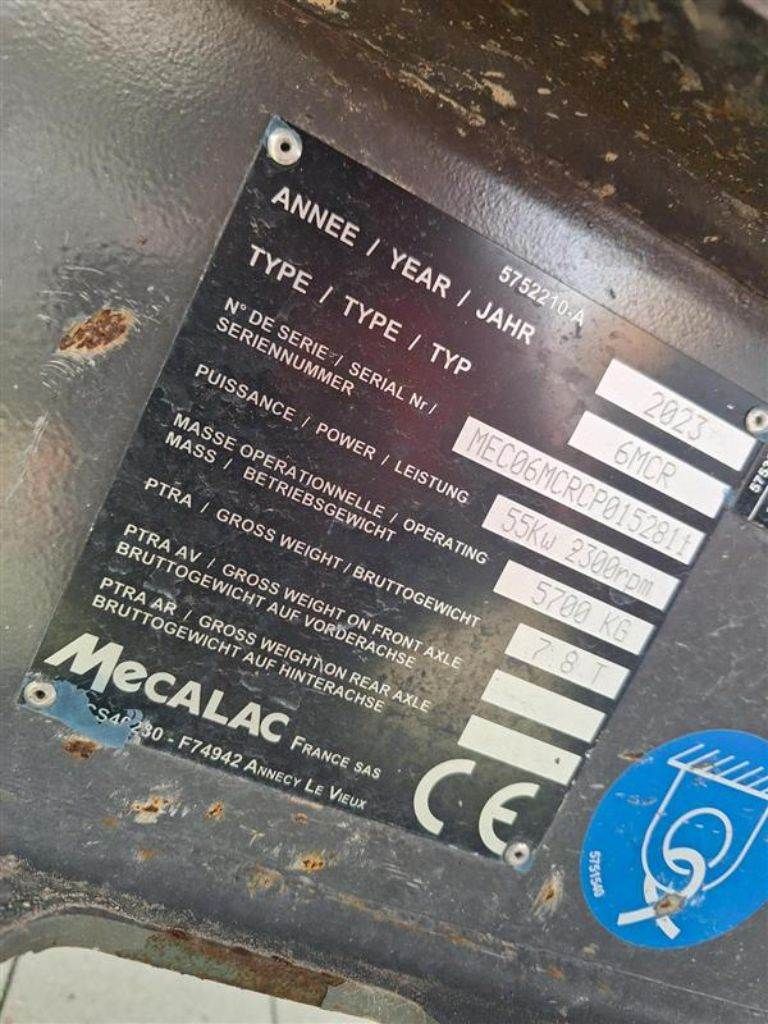 5752210-A
ANNEE / YEAR / JAHR
2023
TYPE / TYPE / TYP
6MCR
N° DE SERIE / SERIAL Nr /
SERIENNUMMER
PUISSANCE / POWER / LEISTUNG
55Kw 2300rpm
MASSE OPERATIONNELLE / OPERATING
MASS / BETRIEBSGEWICHT
5700 KG
PTRA / GROSS WEIGHT / BRUTTOGEWICHT
7.8 T
PTRA AV / GROSS WEIGHT ON FRONT AXLE
BRUTTOGEWICHT AUF VORDERACHSE
PTRA AR / GROSS WEIGHT ON REAR AXLE
BRUTTOGEWICHT AUF HINTERACHSE
MECALAC FRANCE SAS
- F74942 ANNECY LE VIEUX
CE